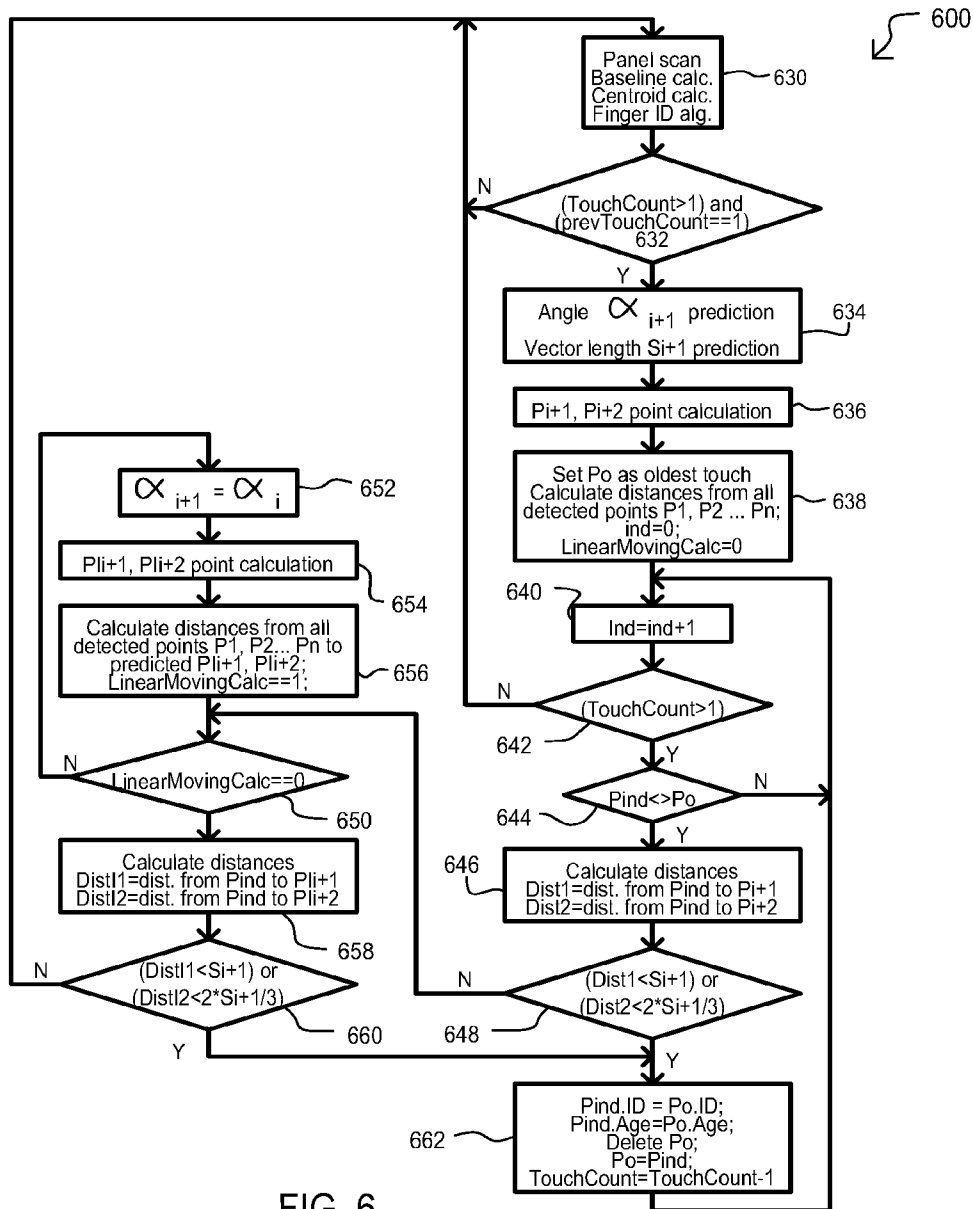 600
Panel scan
Baseline calc.
Centroid calc.
Finger ID alg.
630
N
(TouchCount>1) and
(prevTouchCount==1)
632
Y
Angle α i+1 prediction
Vector length Si+1 prediction
634
Pi+1, Pi+2 point calculation
636
Set Po as oldest touch
Calculate distances from all
detected points P1, P2 ... Pn;
ind=0;
LinearMovingCalc=0
638
640
Ind=ind+1
N
(TouchCount>1)
642
Y
Pind<>Po
N
644
Y
646
Calculate distances
Dist1=dist. from Pind to Pi+1
Dist2=dist. from Pind to Pi+2
N
(Dist1<Si+1) or
(Dist2<2*Si+1/3)
648
Y
α i+1 = α i
652
Pli+1, Pli+2 point calculation
654
Calculate distances from all
detected points P1, P2... Pn to
predicted Pli+1, Pli+2;
LinearMovingCalc==1;
656
N
LinearMovingCalc==0
650
Calculate distances
Distl1=dist. from Pind to PLi+1
Distl2=dist. from Pind to PLi+2
658
N
(Distl1<Si+1) or
(Distl2<2*Si+1/3)
660
Y
662
Pind.ID = Po.ID;
Pind.Age=Po.Age;
Delete Po;
Po=Pind;
TouchCount=TouchCount-1
FIG. 6